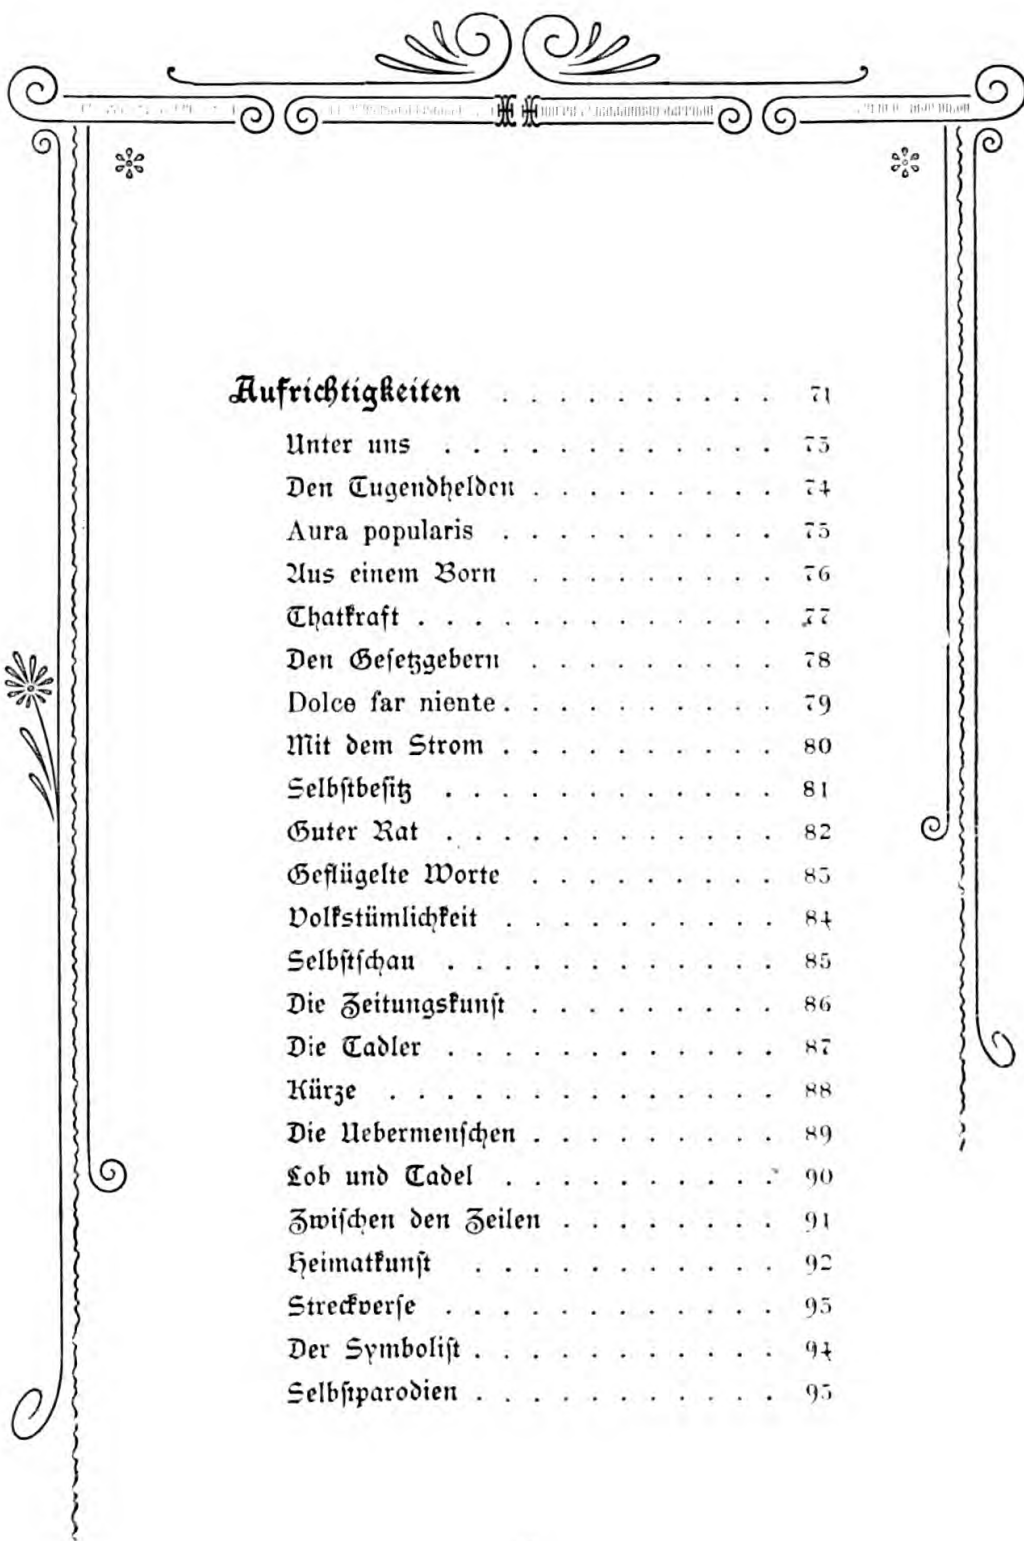 Aufrichtigkeiten . . . . . . . . . . 71
Unter uns . . . . . . . . . . . . 73
Den Tugendhelden . . . . . . . . . 74
Aura popularis . . . . . . . . . . 75
Aus einem Born . . . . . . . . . 76
Thatkraft . . . . . . . . . . . . . 77
Den Gesetzgebern . . . . . . . . . 78
Dolce far niente . . . . . . . . . . 79
Mit dem Strom . . . . . . . . . . 80
Selbstbesitz . . . . . . . . . . . . 81
Guter Rat . . . . . . . . . . . . 82
Geflügelte Worte . . . . . . . . . 83
Volkstümlichkeit . . . . . . . . . . 84
Selbstschau . . . . . . . . . . . . 85
Die Zeitungskunst . . . . . . . . . 86
Die Tadler . . . . . . . . . . . . 87
Kürze . . . . . . . . . . . . . . 88
Die Uebermenschen . . . . . . . . . 89
Lob und Tadel . . . . . . . . . . 90
Zwischen den Zeilen . . . . . . . . 91
Heimatkunst . . . . . . . . . . . 92
Streckverse . . . . . . . . . . . . 93
Der Symbolist . . . . . . . . . . . 94
Selbstparodien . . . . . . . . . . . 95